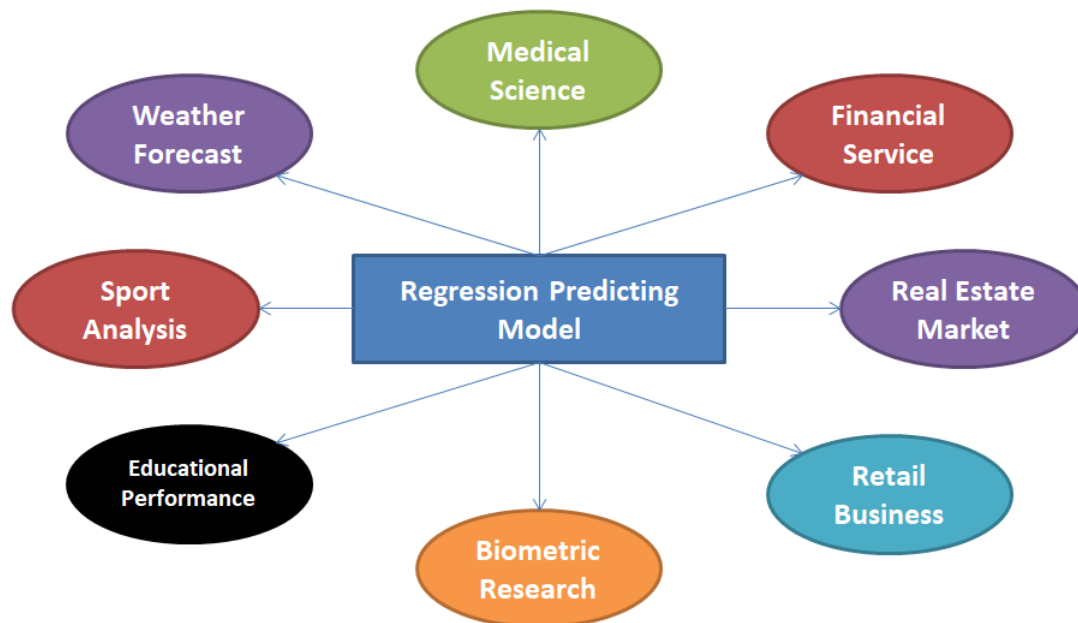 Medical
Science
Weather
Forecast
Financial
Service
Sport
Analysis
Regression Predicting
Model
Real Estate
Market
Educational
Performance
Retail
Business
Biometric
Research